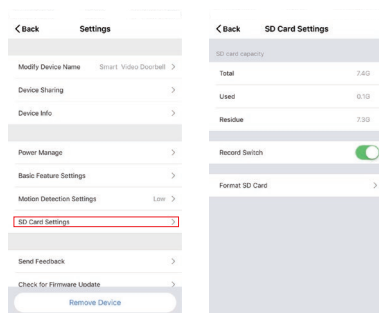 Back Settings
Modify Device Name Smart Video Doorbell
Device Sharing
Device Info
Power Manage
Basic Feature Settings
Motion Detection Settings Low
SD Card Settings
Send Feedback
Check for Firmware Update
Remove Device
Back SD Card Settings
SD card capacity
Total 7.4G
Used 0.1G
Residue 7.3G
Record Switch
Format SD Card